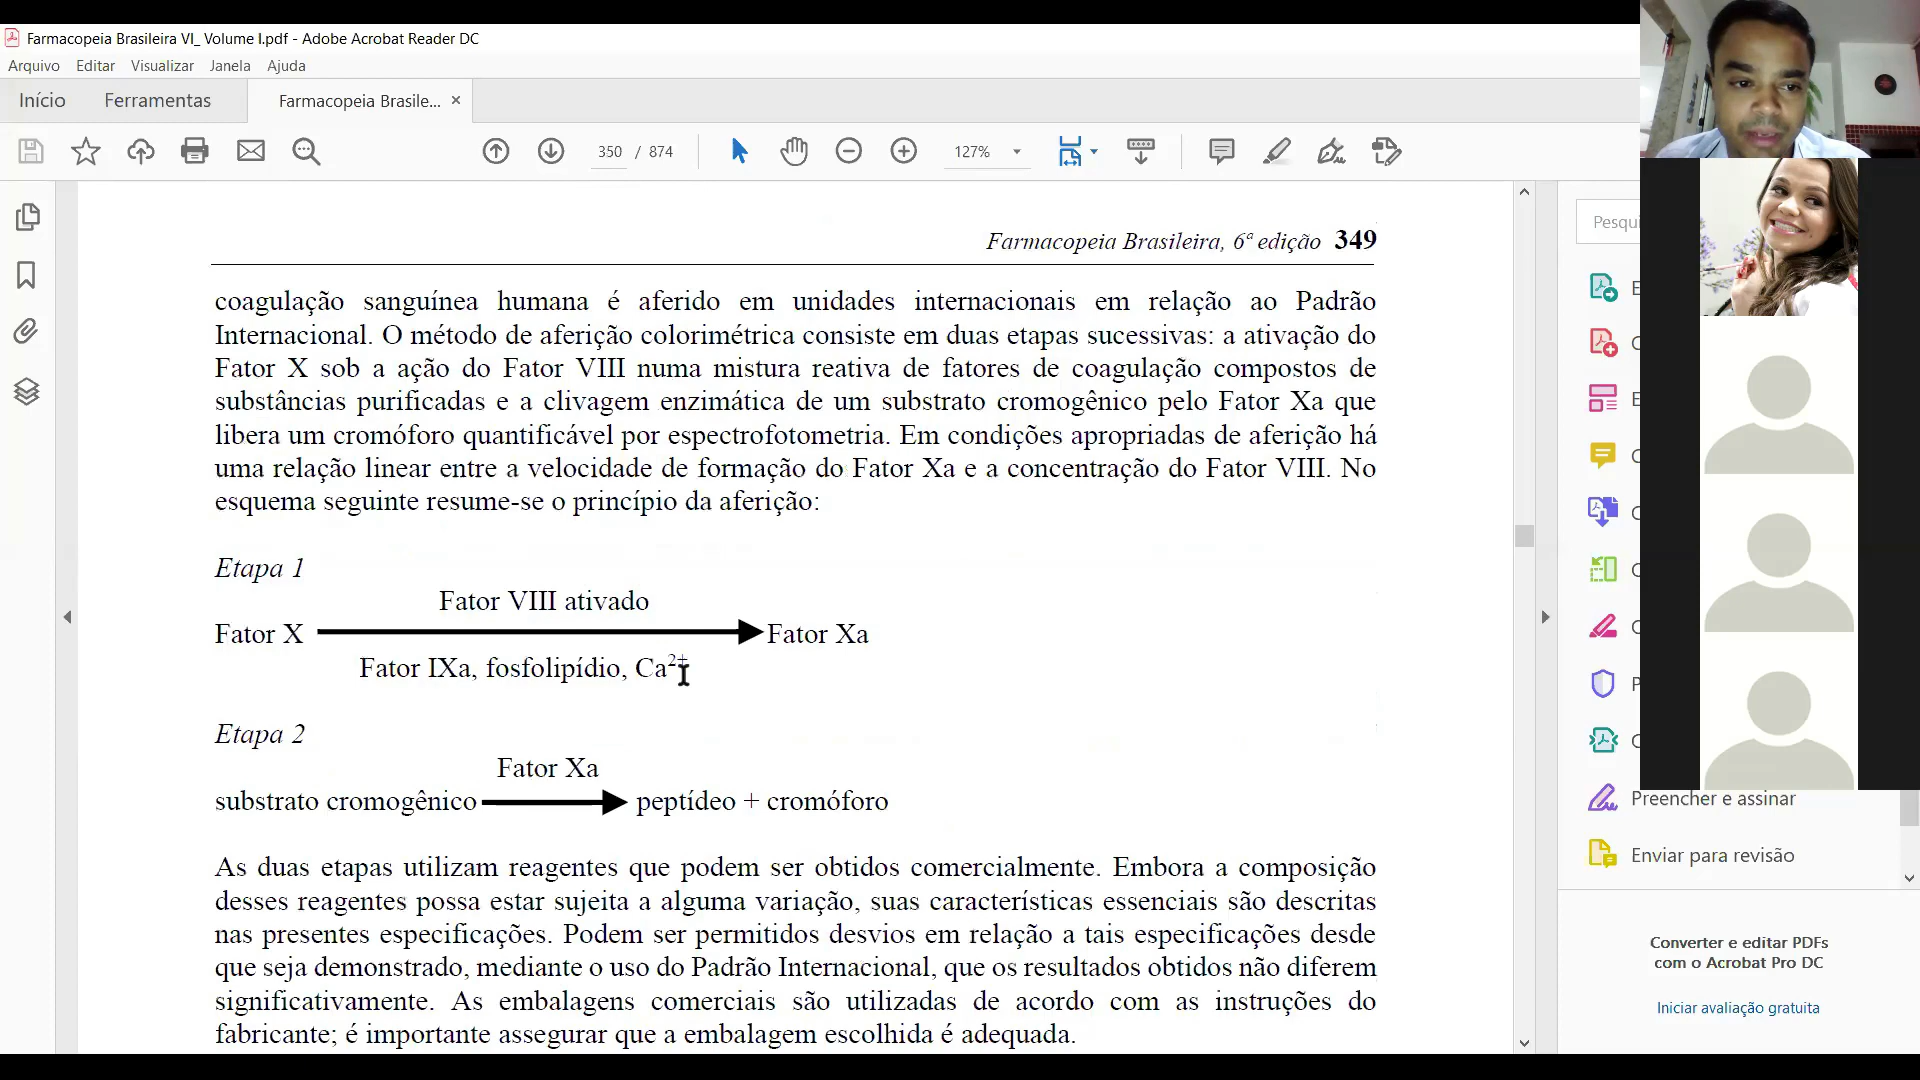 Farmacopeia Brasileira VI_ Volume I.pdf - Adobe Acrobat Reader DC
Arquivo Editar Visualizar Janela Ajuda
Início Ferramentas Farmacopeia Brasile... ×
350 / 874 127%
Pesqui
Farmacopeia Brasileira, 6ª edição 349
coagulação sanguínea humana é aferido em unidades internacionais em relação ao Padrão
Internacional. O método de aferição colorimétrica consiste em duas etapas sucessivas: a ativação do
Fator X sob a ação do Fator VIII numa mistura reativa de fatores de coagulação compostos de
substâncias purificadas e a clivagem enzimática de um substrato cromogênico pelo Fator Xa que
libera um cromóforo quantificável por espectrofotometria. Em condições apropriadas de aferição há
uma relação linear entre a velocidade de formação do Fator Xa e a concentração do Fator VIII. No
esquema seguinte resume-se o princípio da aferição:
Etapa 1
Fator VIII ativado
Fator X Fator Xa
Fator IXa, fosfolipídio, Ca²⁺
Etapa 2
Fator Xa
substrato cromogênico peptídeo + cromóforo
As duas etapas utilizam reagentes que podem ser obtidos comercialmente. Embora a composição
desses reagentes possa estar sujeita a alguma variação, suas características essenciais são descritas
nas presentes especificações. Podem ser permitidos desvios em relação a tais especificações desde
que seja demonstrado, mediante o uso do Padrão Internacional, que os resultados obtidos não diferem
significativamente. As embalagens comerciais são utilizadas de acordo com as instruções do
fabricante; é importante assegurar que a embalagem escolhida é adequada.
Preencher e assinar
Enviar para revisão
Converter e editar PDFs
com o Acrobat Pro DC
Iniciar avaliação gratuita